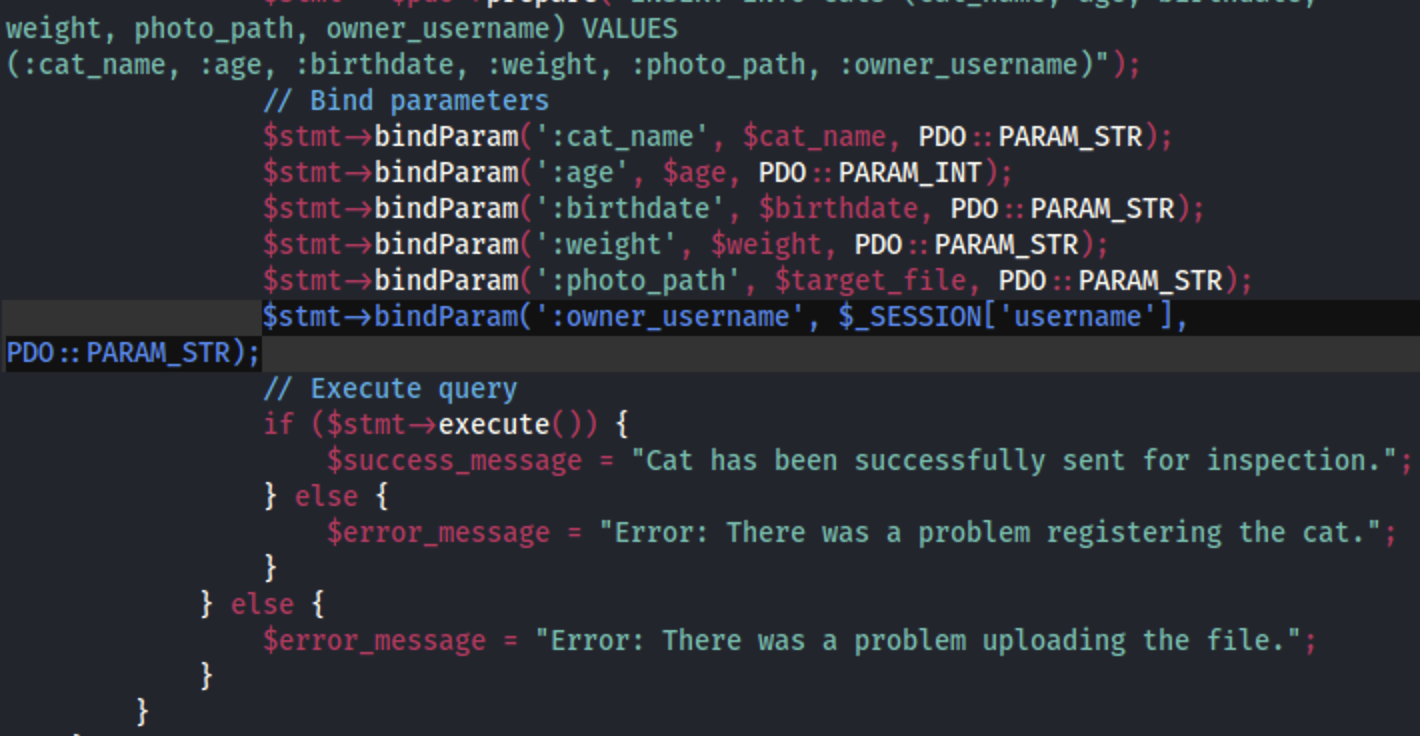 weight, photo_path, owner_username) VALUES
(:cat_name, :age, :birthdate, :weight, :photo_path, :owner_username)");
// Bind parameters
$stmt->bindParam(':cat_name', $cat_name, PDO::PARAM_STR);
$stmt->bindParam(':age', $age, PDO::PARAM_INT);
$stmt->bindParam(':birthdate', $birthdate, PDO::PARAM_STR);
$stmt->bindParam(':weight', $weight, PDO::PARAM_STR);
$stmt->bindParam(':photo_path', $target_file, PDO::PARAM_STR);
$stmt->bindParam(':owner_username', $_SESSION['username'],
PDO::PARAM_STR);
// Execute query
if ($stmt->execute()) {
$success_message = "Cat has been successfully sent for inspection.";
} else {
$error_message = "Error: There was a problem registering the cat.";
}
} else {
$error_message = "Error: There was a problem uploading the file.";
}
}